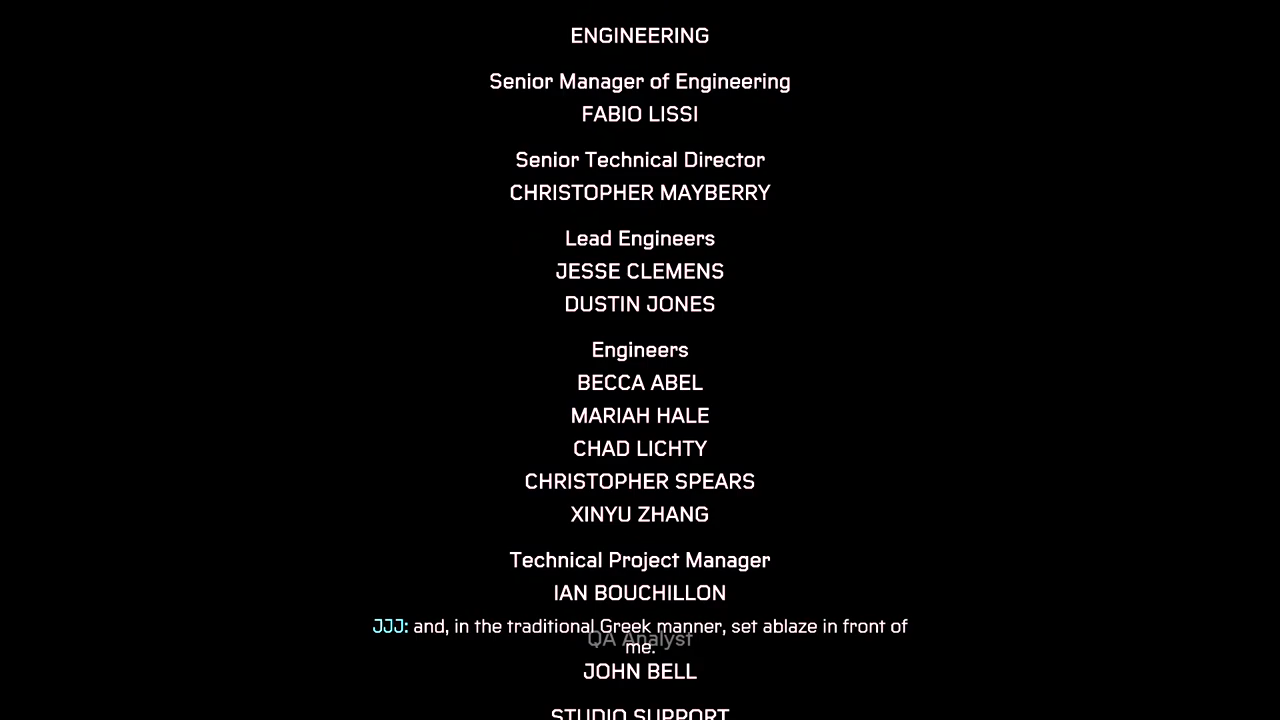 ENGINEERING
Senior Manager of Engineering
FABIO LISSI
Senior Technical Director
CHRISTOPHER MAYBERRY
Lead Engineers
JESSE CLEMENS
DUSTIN JONES
Engineers
BECCA ABEL
MARIAH HALE
CHAD LICHTY
CHRISTOPHER SPEARS
XINYU ZHANG
Technical Project Manager
IAN BOUCHILLON
JJJ: and, in the traditional Greek manner, set ablaze in front of
QA Analyst
me.
JOHN BELL
STUDIO SUPPORT